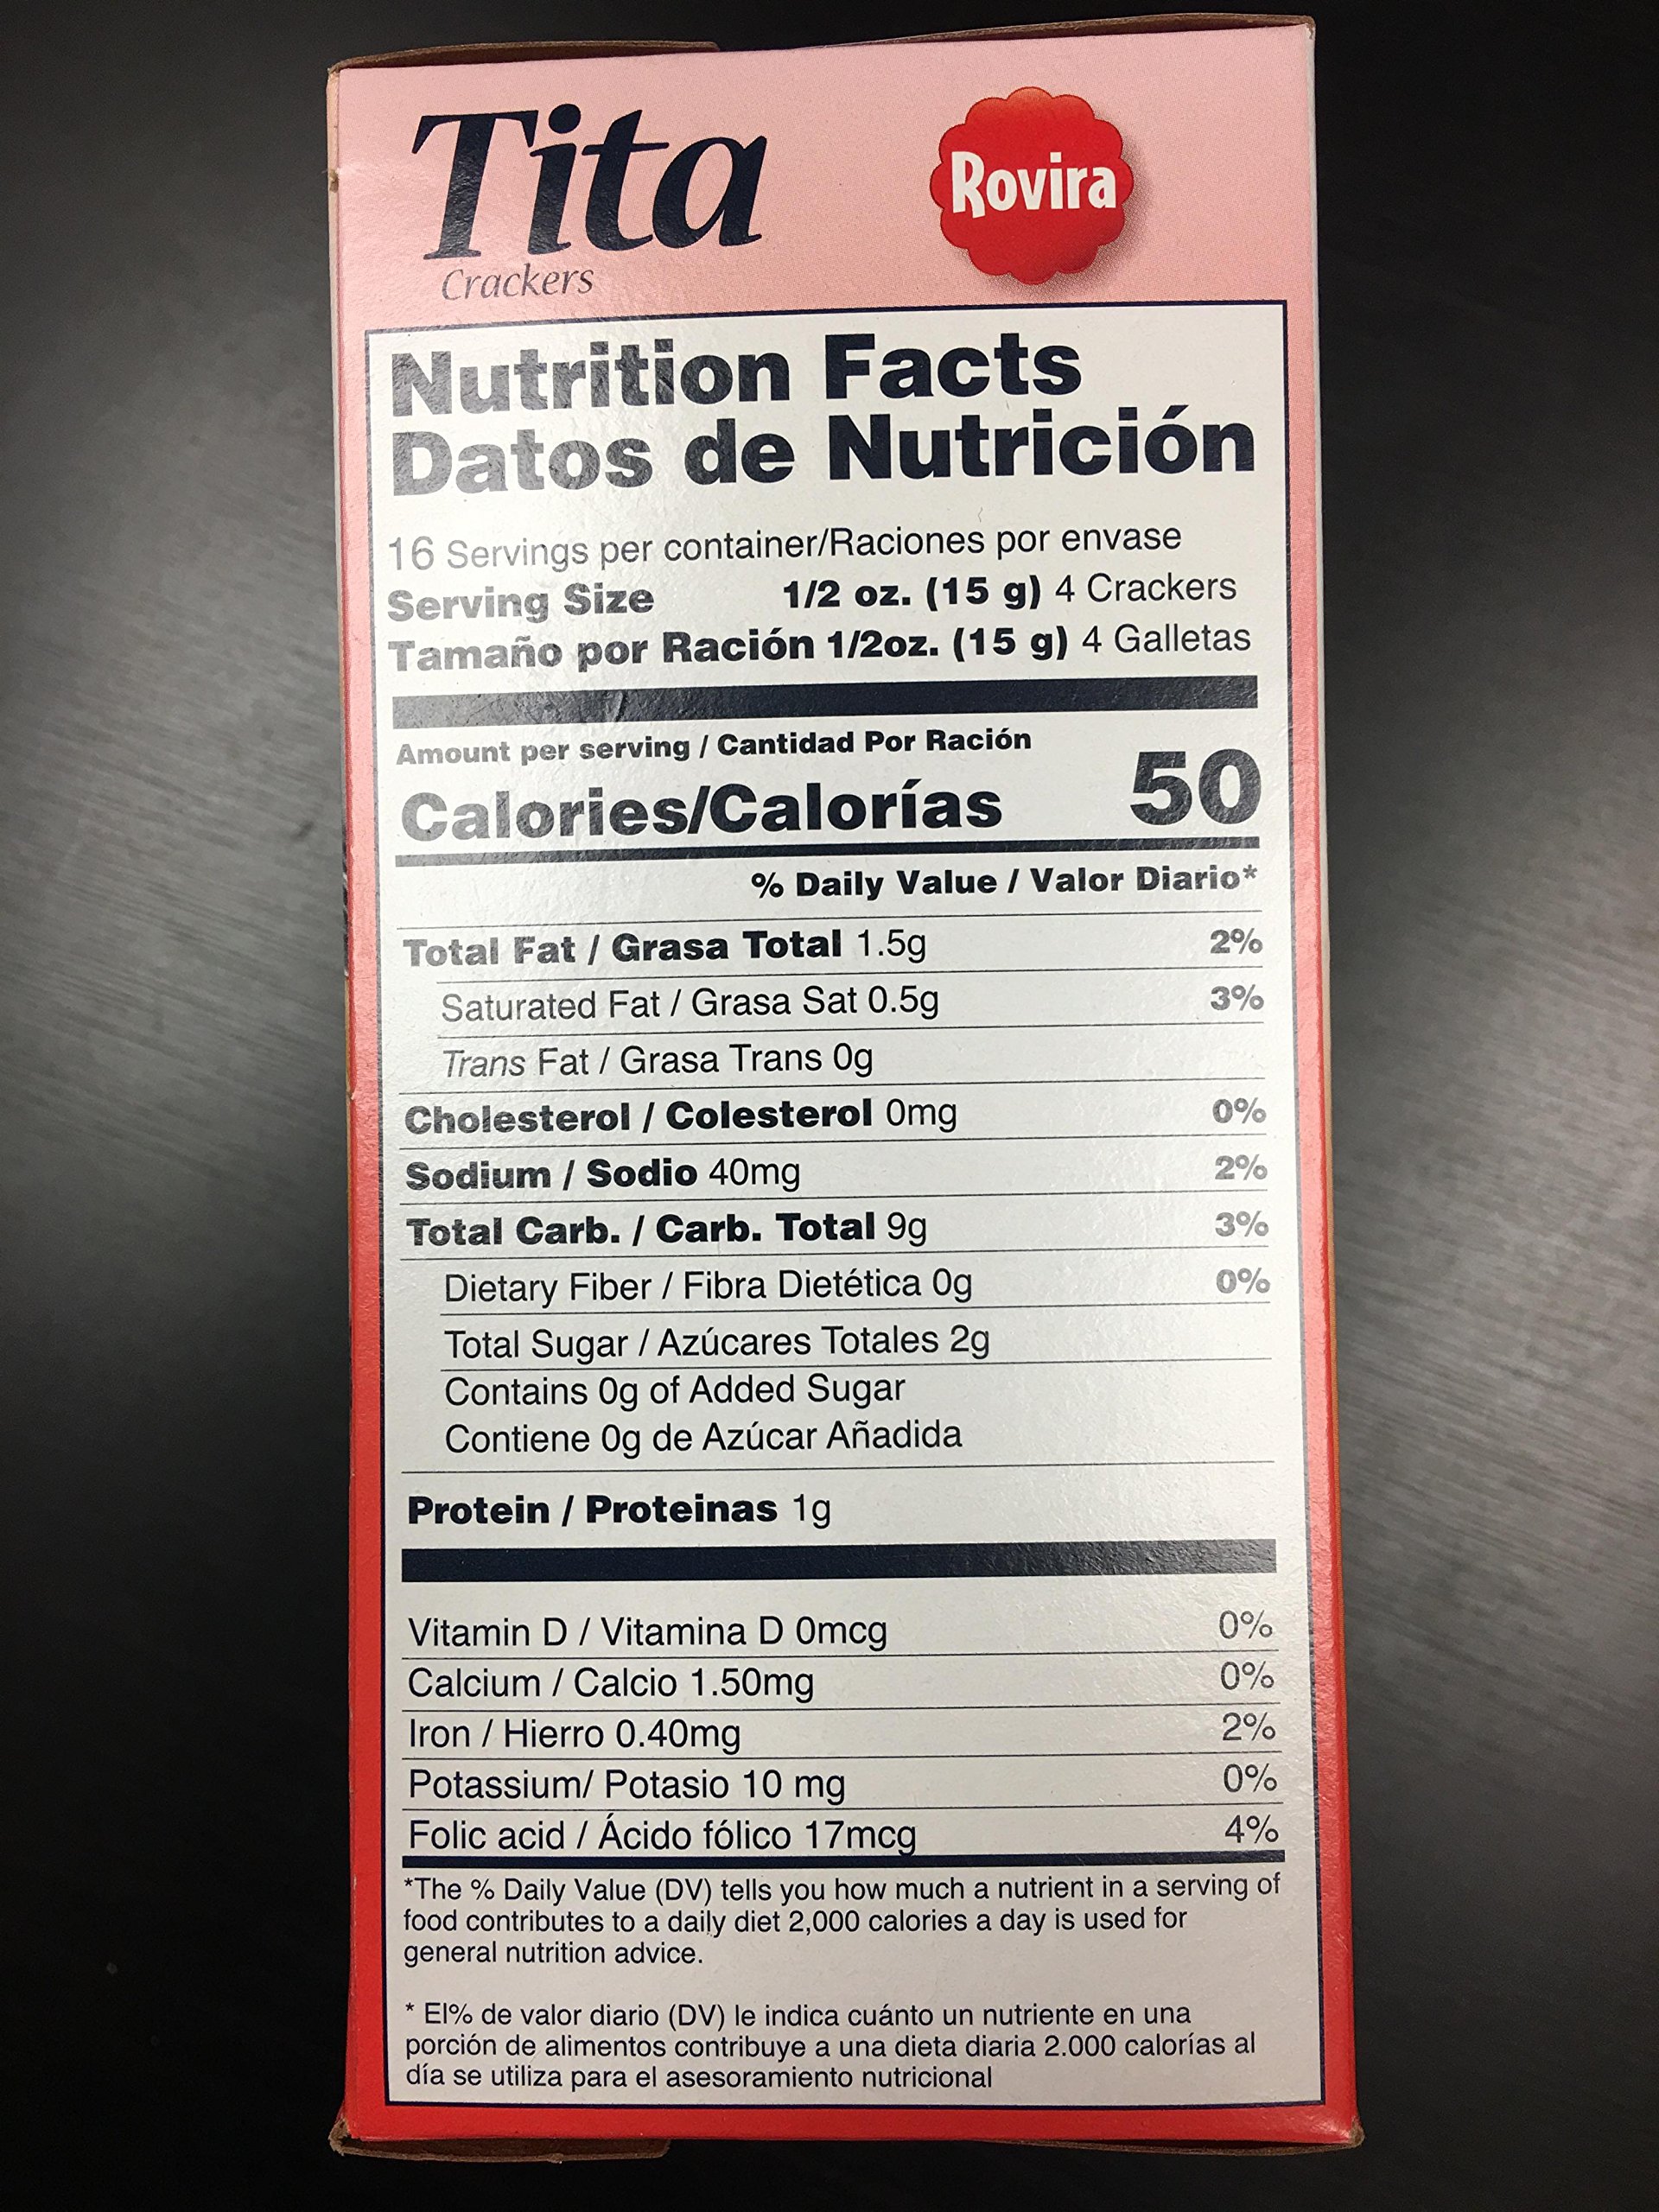 Tita
Crackers
Rovira
Nutrition Facts
Datos de Nutrición
16 Servings per container/Raciones por envase
Serving Size 1/2 oz. (15 g) 4 Crackers
Tamaño por Ración 1/2oz. (15 g) 4 Galletas
Amount per serving / Cantidad Por Ración
Calories/Calorías 50
% Daily Value / Valor Diario*
Total Fat / Grasa Total 1.5g 2%
Saturated Fat / Grasa Sat 0.5g 3%
Trans Fat / Grasa Trans 0g
Cholesterol / Colesterol 0mg 0%
Sodium / Sodio 40mg 2%
Total Carb. / Carb. Total 9g 3%
Dietary Fiber / Fibra Dietética 0g 0%
Total Sugar / Azúcares Totales 2g
Contains 0g of Added Sugar
Contiene 0g de Azúcar Añadida
Protein / Proteinas 1g
Vitamin D / Vitamina D 0mcg 0%
Calcium / Calcio 1.50mg 0%
Iron / Hierro 0.40mg 2%
Potassium/ Potasio 10 mg 0%
Folic acid / Ácido fólico 17mcg 4%
*The % Daily Value (DV) tells you how much a nutrient in a serving of
food contributes to a daily diet 2,000 calories a day is used for
general nutrition advice.
* El% de valor diario (DV) le indica cuánto un nutriente en una
porción de alimentos contribuye a una dieta diaria 2.000 calorías al
día se utiliza para el asesoramiento nutricional